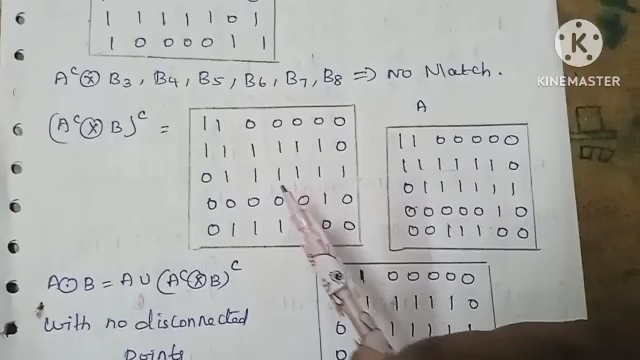 1 1 1 1 1 0 1
1 0 0 0 0 1 1
A^c ⊛ B3, B4, B5, B6, B7, B8 => No Match.
KINEMASTER
(A^c ⊛ B)^c =
1 1 0 0 0 0 0
1 1 1 1 1 1 0
0 1 1 1 1 1 1
0 0 0 0 0 1 0
0 1 1 1 0 0
A
1 1 0 0 0 0 0
1 1 1 1 1 1 0
0 1 1 1 1 1 1
0 0 0 0 0 1 0
0 0 1 1 1 0 0
A⊙B = A∪(A^c⊛B)^c
with no disconnected
points
1 0 0 0 0 0
1 1 1 1 0
0
0